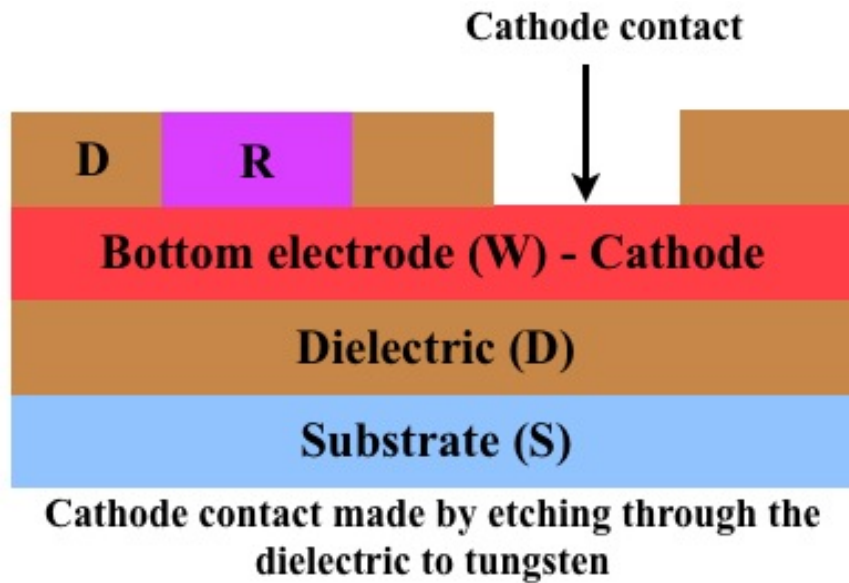 Cathode contact
D
R
Bottom electrode (W) - Cathode
Dielectric (D)
Substrate (S)
Cathode contact made by etching through the
dielectric to tungsten